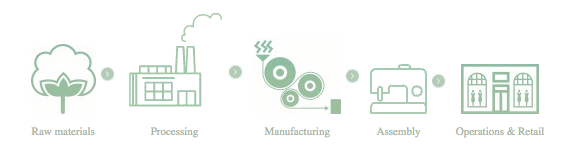 Raw materials Processing Manufacturing Assembly Operations & Retail